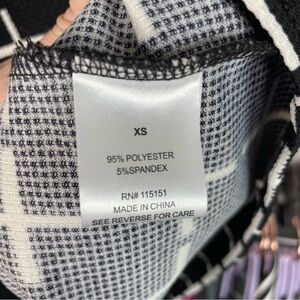 XS
95% POLYESTER
5%SPANDEX
RN# 115151
MADE IN CHINA
SEE REVERSE FOR CARE